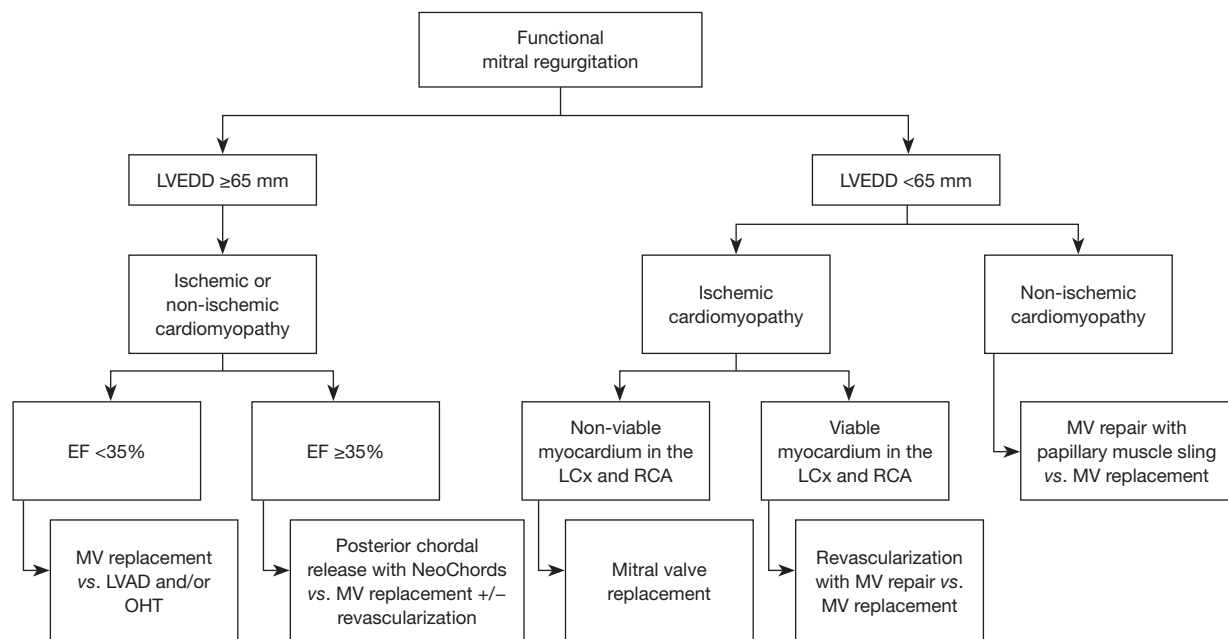 Functional
mitral regurgitation
LVEDD ≥65 mm
LVEDD <65 mm
Ischemic or
non-ischemic
cardiomyopathy
Ischemic
cardiomyopathy
Non-ischemic
cardiomyopathy
EF <35%
EF ≥35%
Non-viable
myocardium in the
LCx and RCA
Viable
myocardium in the
LCx and RCA
MV repair with
papillary muscle sling
vs. MV replacement
MV replacement
vs. LVAD and/or
OHT
Posterior chordal
release with NeoChords
vs. MV replacement +/−
revascularization
Mitral valve
replacement
Revascularization
with MV repair vs.
MV replacement